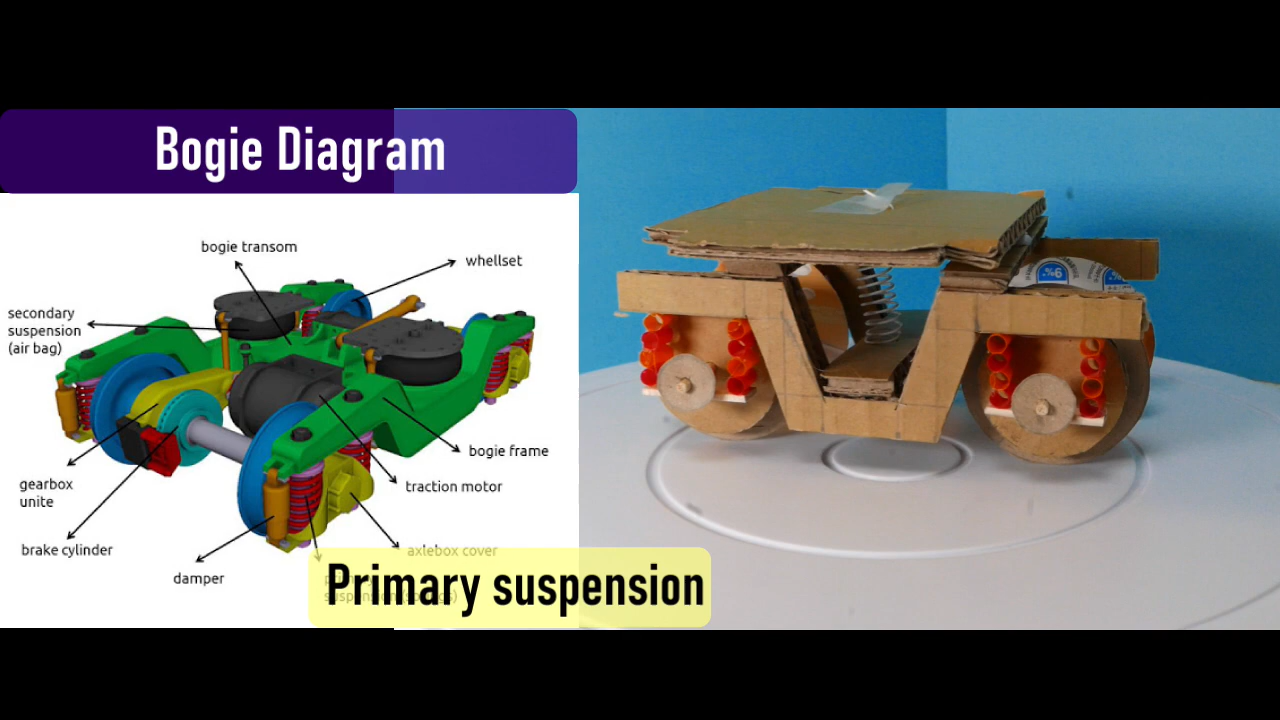 Bogie Diagram
bogie transom
whellset
secondary
suspension
(air bag)
bogie frame
gearbox
unite
traction motor
brake cylinder
axlebox cover
damper
Primary suspension
9%